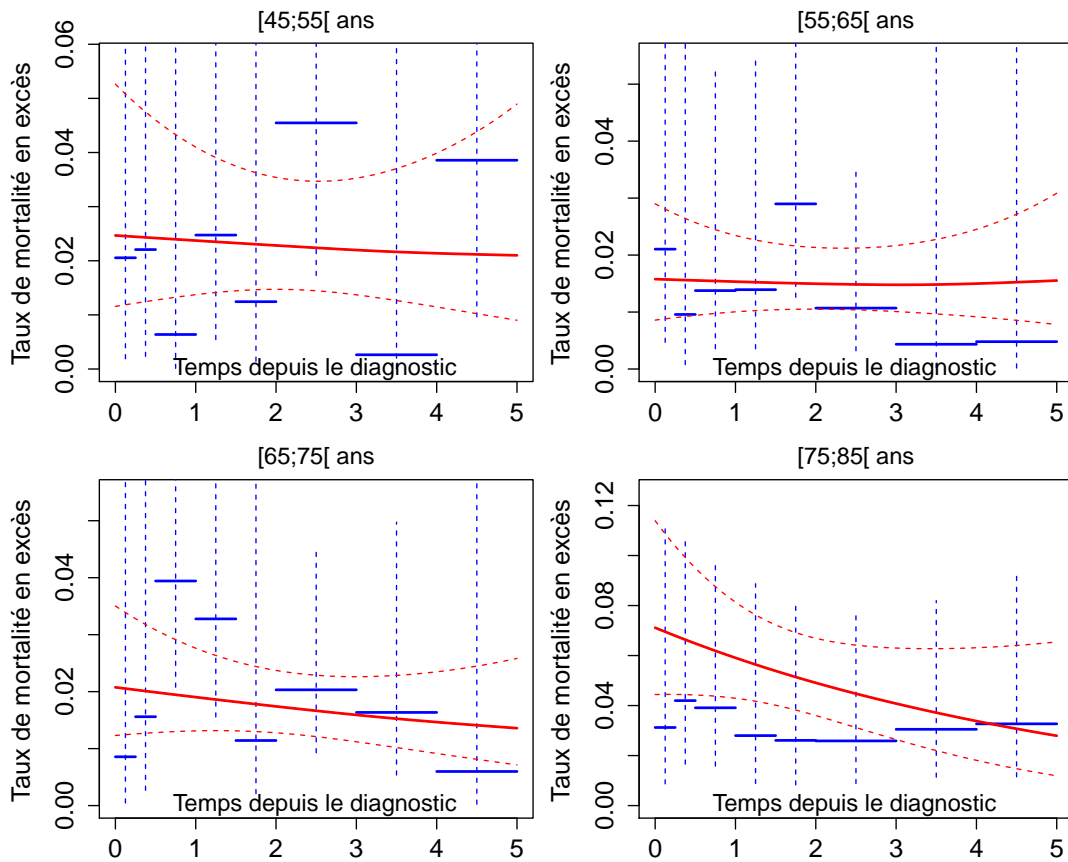 [45;55[ ans
Taux de mortalité en excès
0.00 0.02 0.04 0.06
Temps depuis le diagnostic
0 1 2 3 4 5
[55;65[ ans
Taux de mortalité en excès
0.00 0.02 0.04
Temps depuis le diagnostic
0 1 2 3 4 5
[65;75[ ans
Taux de mortalité en excès
0.00 0.02 0.04
Temps depuis le diagnostic
0 1 2 3 4 5
[75;85[ ans
Taux de mortalité en excès
0.00 0.04 0.08 0.12
Temps depuis le diagnostic
0 1 2 3 4 5